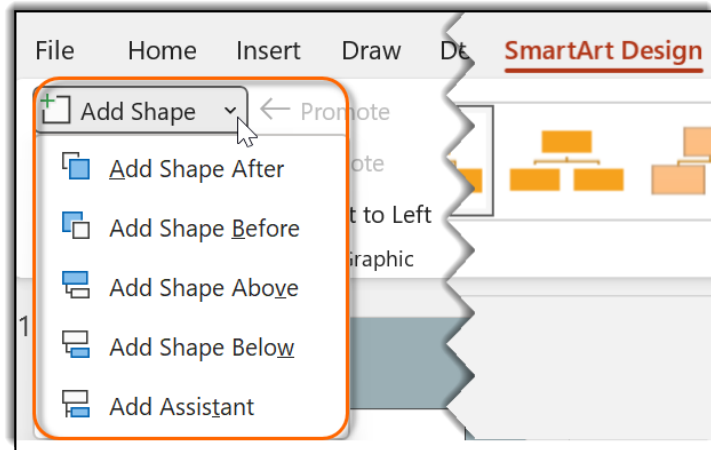 File Home Insert Draw De SmartArt Design
Add Shape ← Promote
Add Shape After ote
Add Shape Before t to Left
Graphic
Add Shape Above
1
Add Shape Below
Add Assistant